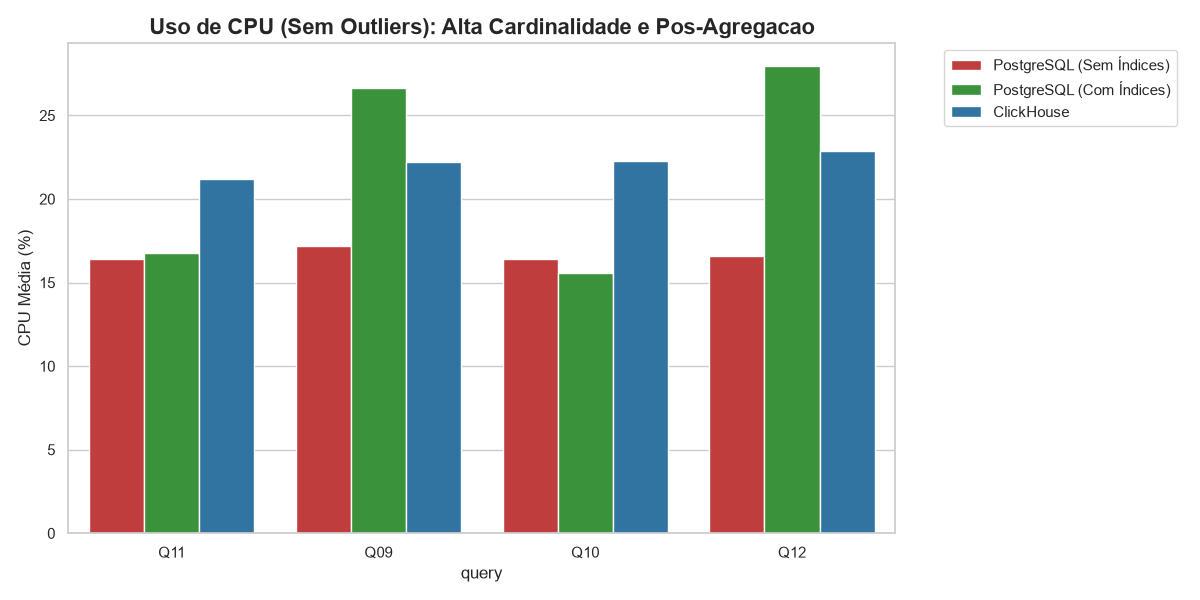 Uso de CPU (Sem Outliers): Alta Cardinalidade e Pos-Agregacao
PostgreSQL (Sem Índices)
PostgreSQL (Com Índices)
ClickHouse
CPU Média (%)
25
20
15
10
5
0
Q11
Q09
Q10
Q12
query